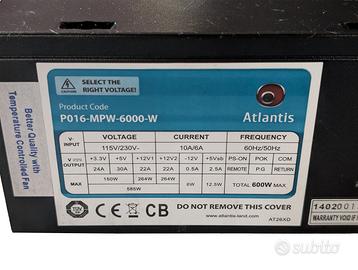 SELECT THE
RIGHT VOLTAGE!
Better Quality with
Temperature Controlled Fan
Product Code
P016-MPW-6000-W
Atlantis
V~ INPUT VOLTAGE CURRENT FREQUENCY
115V/230V~ 10A/6A 60Hz/50Hz
V OUTPUT +3.3V +5V +12V1 +12V2 -12V +5Vsb PS-ON POK COM
24A 30A 22A 22A 0.5A 2.5A REMOTE P.G RETURN
MAX 160W 264W 264W 6W 12.5W TOTAL 600W MAX
585W
CE CB
DO NOT REMOVE THIS COVER
www.atlantis-land.com AT26XD
WARRANTY VOID IF
subito